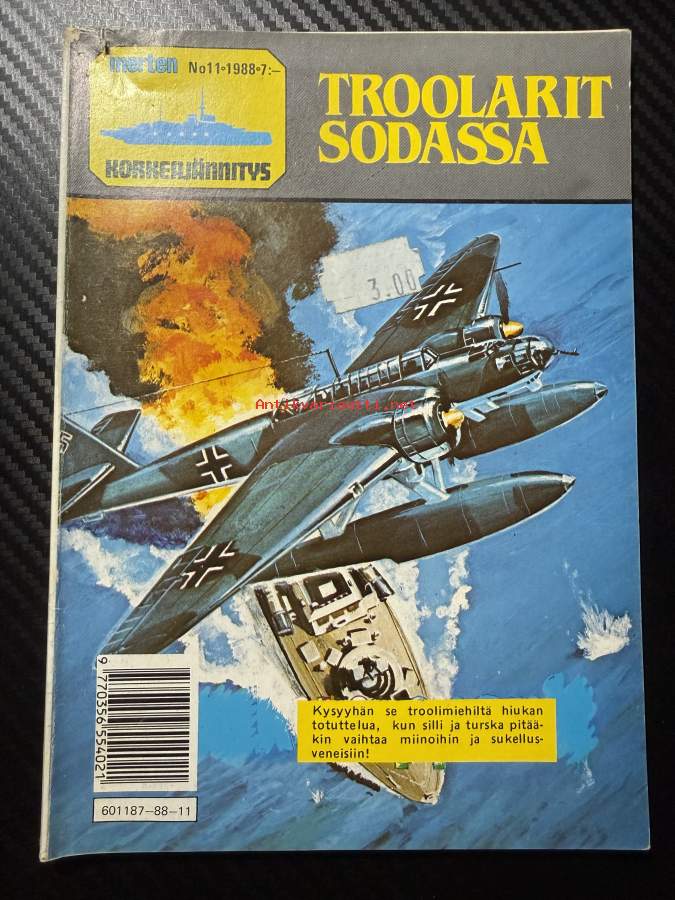 merten
No11•1988•7:—
KORKEAJÄNNITYS
TROOLARIT
SODASSA
3.00
Antikvariaatti.net
Kysyyhän se troolimiehiltä hiukan
totuttelua, kun silli ja turska pitää-
kin vaihtaa miinoihin ja sukellus-
veneisiin!
9 770356 554021
601187—88—11